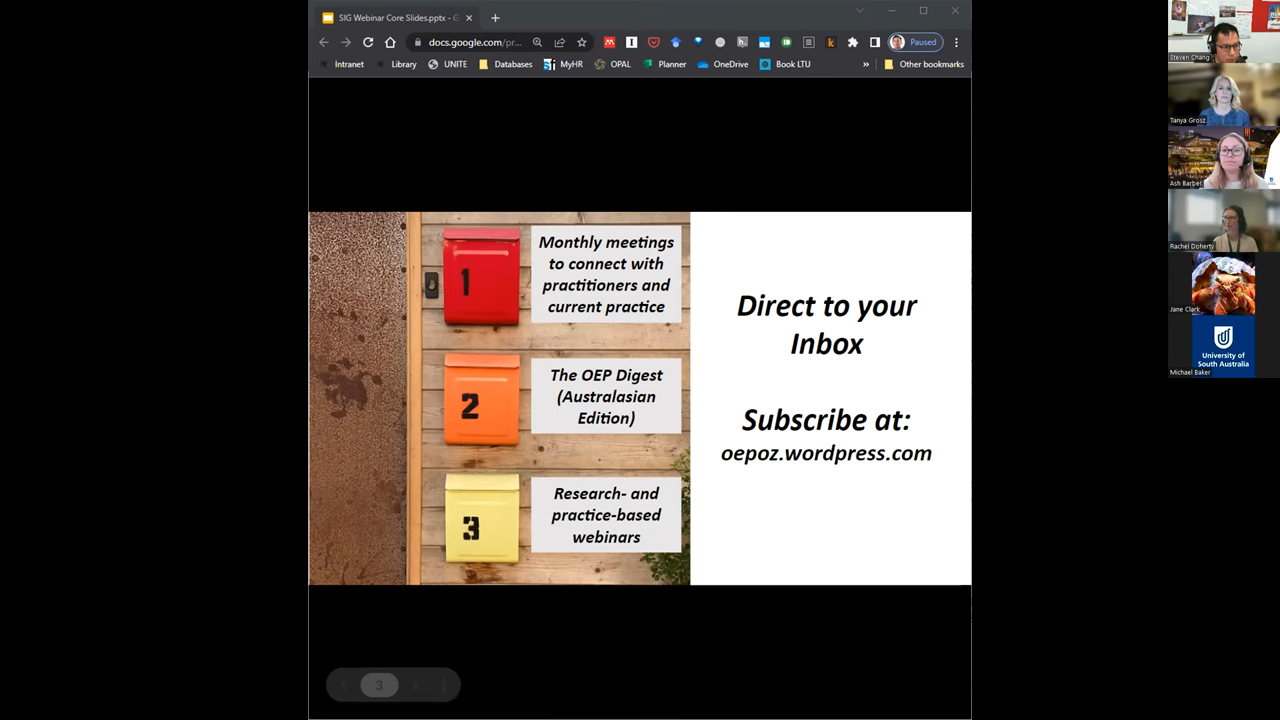 SIG Webinar Core Slides.pptx - G
docs.google.com/pr...
Paused
Intranet
Library
UNITE
Databases
MyHR
OPAL
Planner
OneDrive
Book LTU
»
Other bookmarks
1
Monthly meetings
to connect with
practitioners and
current practice
2
The OEP Digest
(Australasian
Edition)
3
Research- and
practice-based
webinars
Direct to your
Inbox
Subscribe at:
oepoz.wordpress.com
3
Steven Chang
Tanya Grosz
Ash Barber
Rachel Doherty
Jane Clark
University of
South Australia
Michael Baker